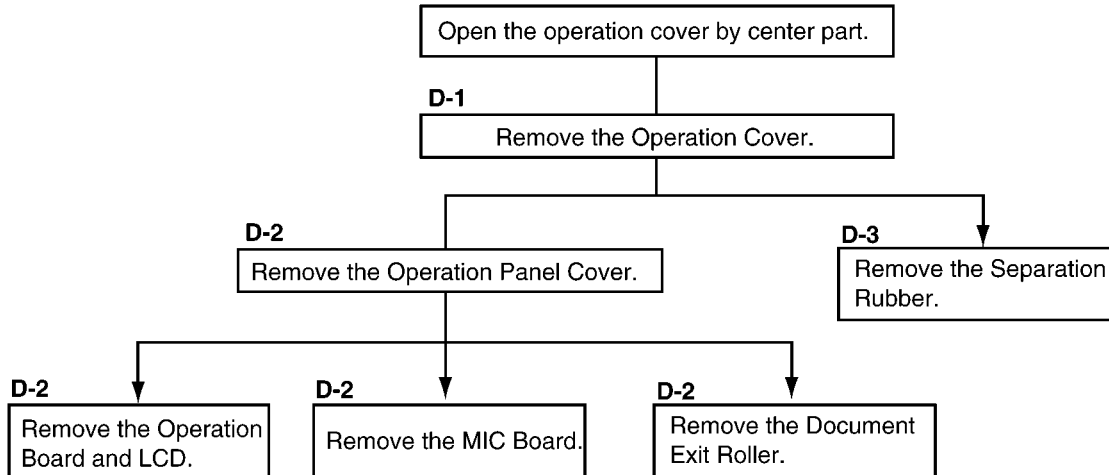 Open the operation cover by center part.
D-1
Remove the Operation Cover.
D-2
Remove the Operation Panel Cover.
D-3
Remove the Separation
Rubber.
D-2
Remove the Operation
Board and LCD.
D-2
Remove the MIC Board.
D-2
Remove the Document
Exit Roller.